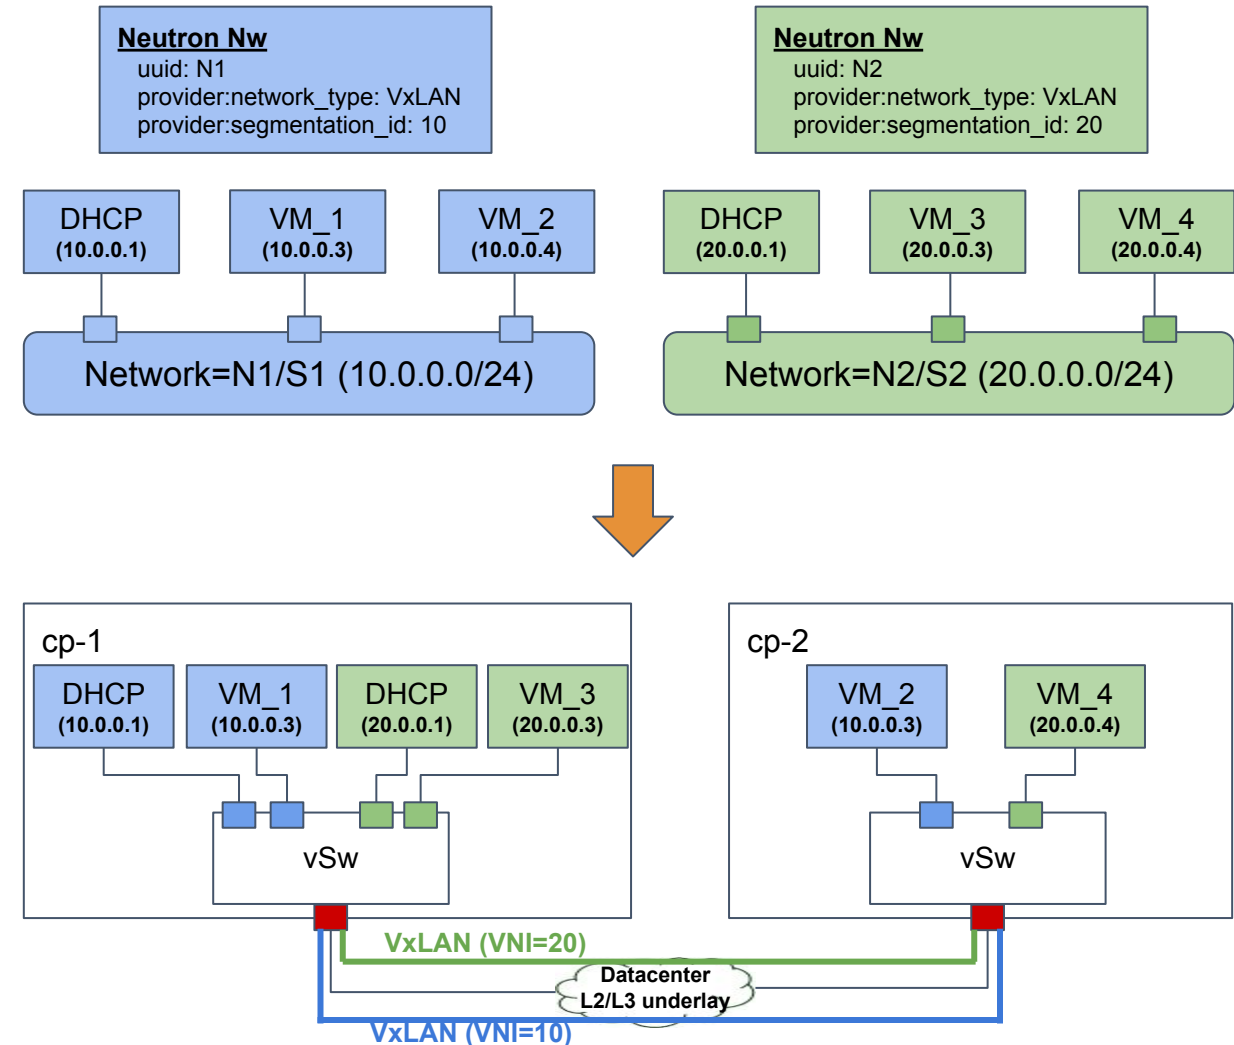 Neutron Nw
uuid: N1
provider:network_type: VxLAN
provider:segmentation_id: 10
Neutron Nw
uuid: N2
provider:network_type: VxLAN
provider:segmentation_id: 20
DHCP
(10.0.0.1)
VM_1
(10.0.0.3)
VM_2
(10.0.0.4)
DHCP
(20.0.0.1)
VM_3
(20.0.0.3)
VM_4
(20.0.0.4)
Network=N1/S1 (10.0.0.0/24)
Network=N2/S2 (20.0.0.0/24)
cp-1
DHCP
(10.0.0.1)
VM_1
(10.0.0.3)
DHCP
(20.0.0.1)
VM_3
(20.0.0.3)
vSw
cp-2
VM_2
(10.0.0.3)
VM_4
(20.0.0.4)
vSw
VxLAN (VNI=20)
Datacenter
L2/L3 underlay
VxLAN (VNI=10)